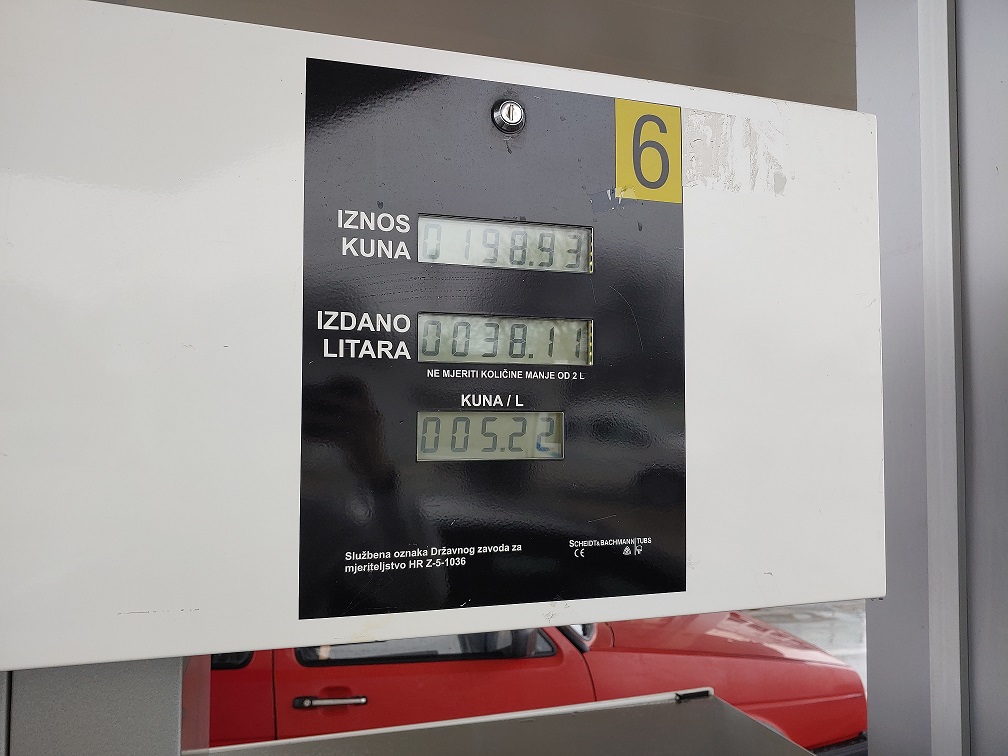 6
IZNOS
KUNA
0198.93
IZDANO
LITARA
0038.11
NE MJERITI KOLIČINE MANJE OD 2 L
KUNA / L
005.22
Službena oznaka Državnog zavoda za
mjeriteljstvo HR Z-5-1036
SCHEIDT&BACHMANN TUBS
CE